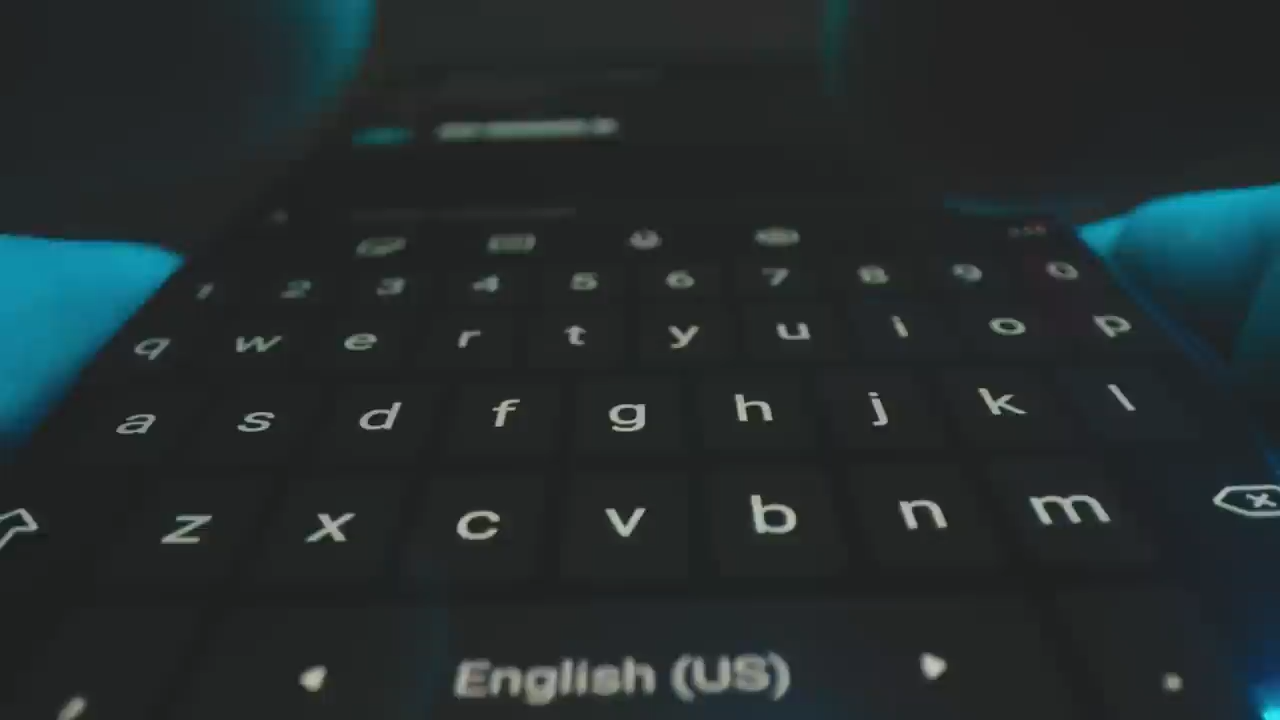 1 2 3 4 5 6 7 8 9 0
q w e r t y u i o p
a s d f g h j k l
z x c v b n m
, English (US) .